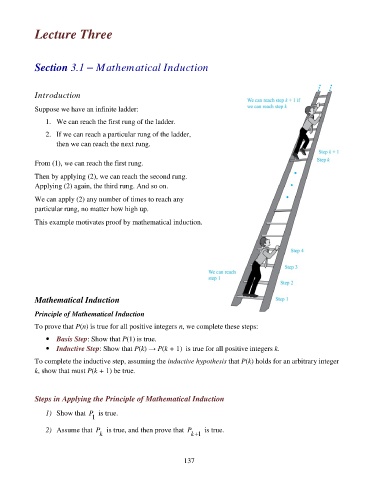 Lecture Three
Section 3.1 – Mathematical Induction
Introduction
Suppose we have an infinite ladder:
1. We can reach the first rung of the ladder.
2. If we can reach a particular rung of the ladder,
then we can reach the next rung.
From (1), we can reach the first rung.
Then by applying (2), we can reach the second rung.
Applying (2) again, the third rung. And so on.
We can apply (2) any number of times to reach any
particular rung, no matter how high up.
This example motivates proof by mathematical induction.
We can reach step k + 1 if
we can reach step k
Step k + 1
Step k
Step 4
Step 3
We can reach
step 1
Step 2
Step 1
Mathematical Induction
Principle of Mathematical Induction
To prove that P(n) is true for all positive integers n, we complete these steps:
• Basis Step: Show that P(1) is true.
• Inductive Step: Show that P(k) → P(k + 1) is true for all positive integers k.
To complete the inductive step, assuming the inductive hypothesis that P(k) holds for an arbitrary integer
k, show that must P(k + 1) be true.
Steps in Applying the Principle of Mathematical Induction
1) Show that P₁ is true.
2) Assume that Pₖ is true, and then prove that Pₖ₊₁ is true.
137